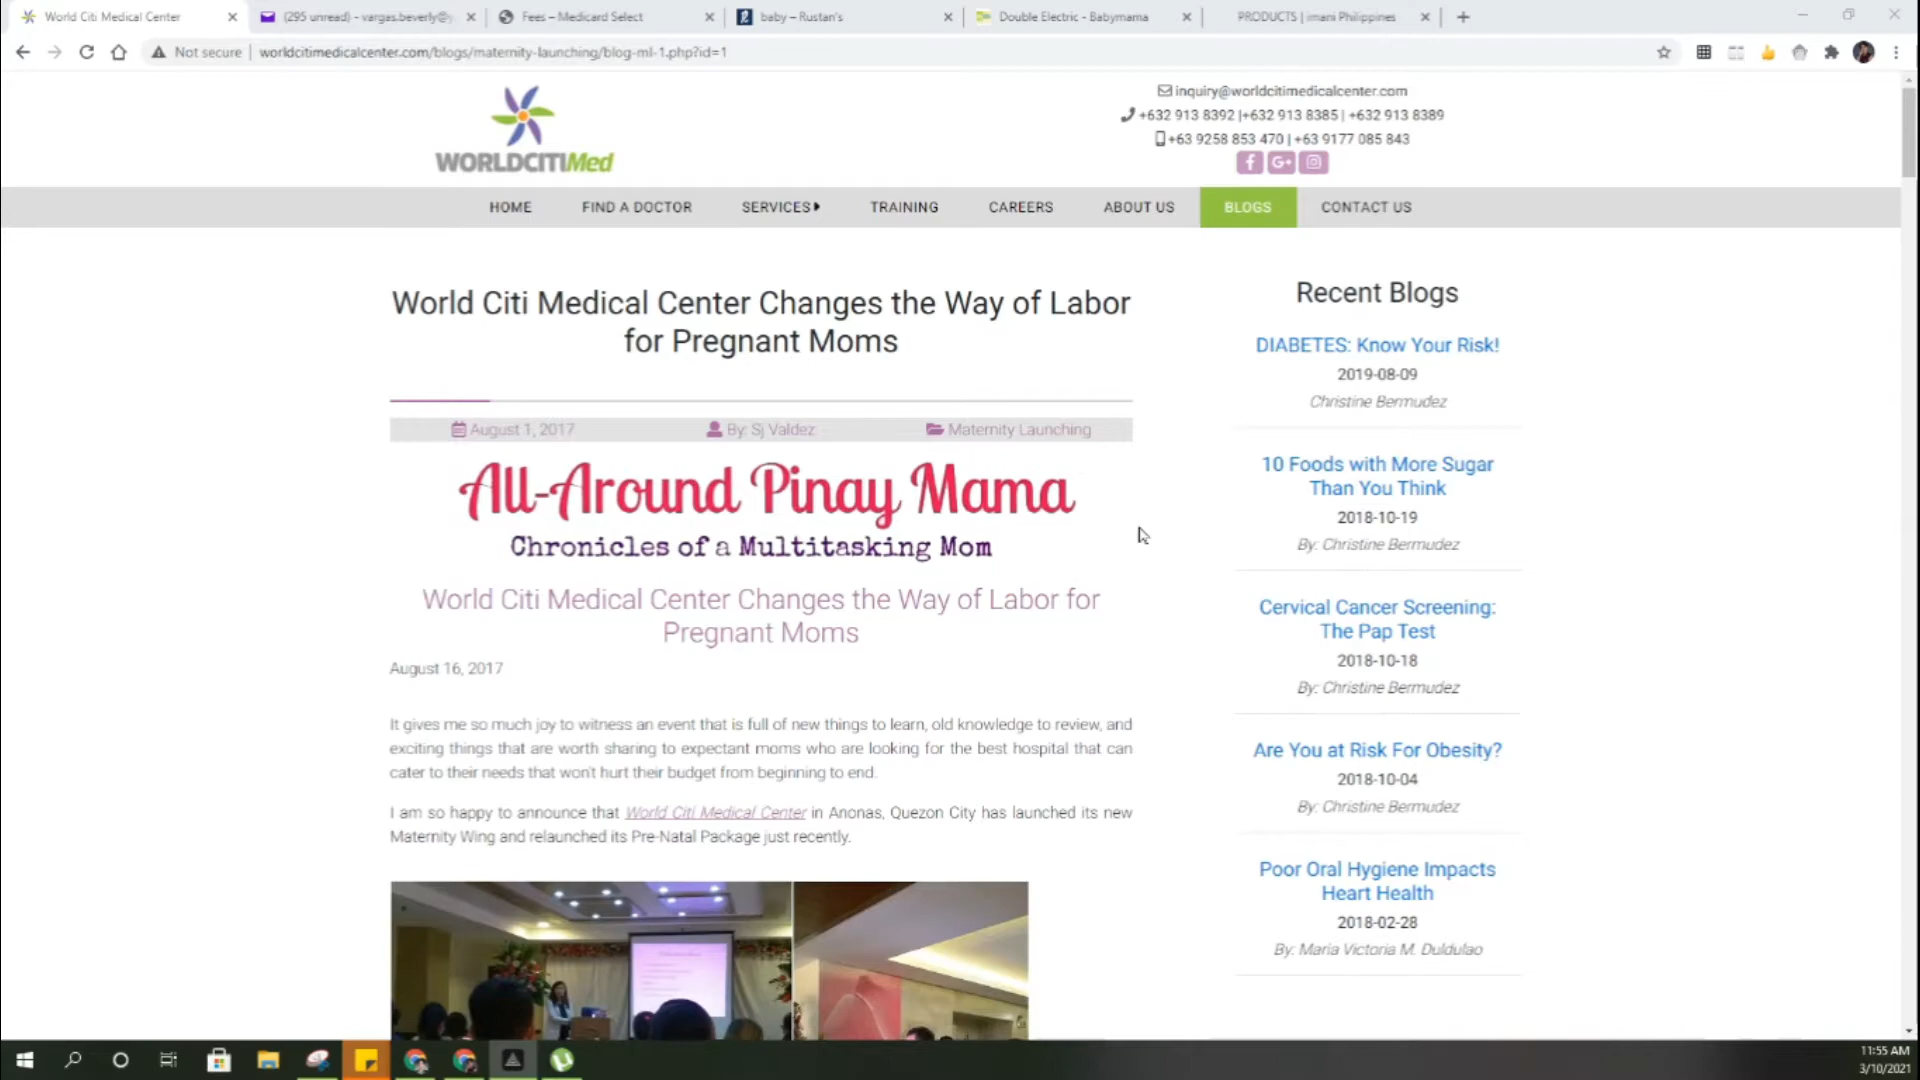 World Citi Medical Center
(295 unread) - vargas.beverly@y
Fees – Medicard Select
baby – Rustan's
Double Electric - Babymama
PRODUCTS | imani Philippines
Not secure
worldcitimedicalcenter.com/blogs/maternity-launching/blog-ml-1.php?id=1
WORLDCITIMed
inquiry@worldcitimedicalcenter.com
+632 913 8392 |+632 913 8385| +632 913 8389
+63 9258 853 470 | +63 9177 085 843
HOME
FIND A DOCTOR
SERVICES
TRAINING
CAREERS
ABOUT US
BLOGS
CONTACT US
World Citi Medical Center Changes the Way of Labor
for Pregnant Moms
August 1, 2017
By: Sj Valdez
Maternity Launching
All-Around Pinay Mama
Chronicles of a Multitasking Mom
World Citi Medical Center Changes the Way of Labor for
Pregnant Moms
August 16, 2017
It gives me so much joy to witness an event that is full of new things to learn, old knowledge to review, and
exciting things that are worth sharing to expectant moms who are looking for the best hospital that can
cater to their needs that won't hurt their budget from beginning to end.
I am so happy to announce that World Citi Medical Center in Anonas, Quezon City has launched its new
Maternity Wing and relaunched its Pre-Natal Package just recently.
Recent Blogs
DIABETES: Know Your Risk!
2019-08-09
Christine Bermudez
10 Foods with More Sugar
Than You Think
2018-10-19
By: Christine Bermudez
Cervical Cancer Screening:
The Pap Test
2018-10-18
By: Christine Bermudez
Are You at Risk For Obesity?
2018-10-04
By: Christine Bermudez
Poor Oral Hygiene Impacts
Heart Health
2018-02-28
By: Maria Victoria M. Duldulao
11:55 AM
3/10/2021